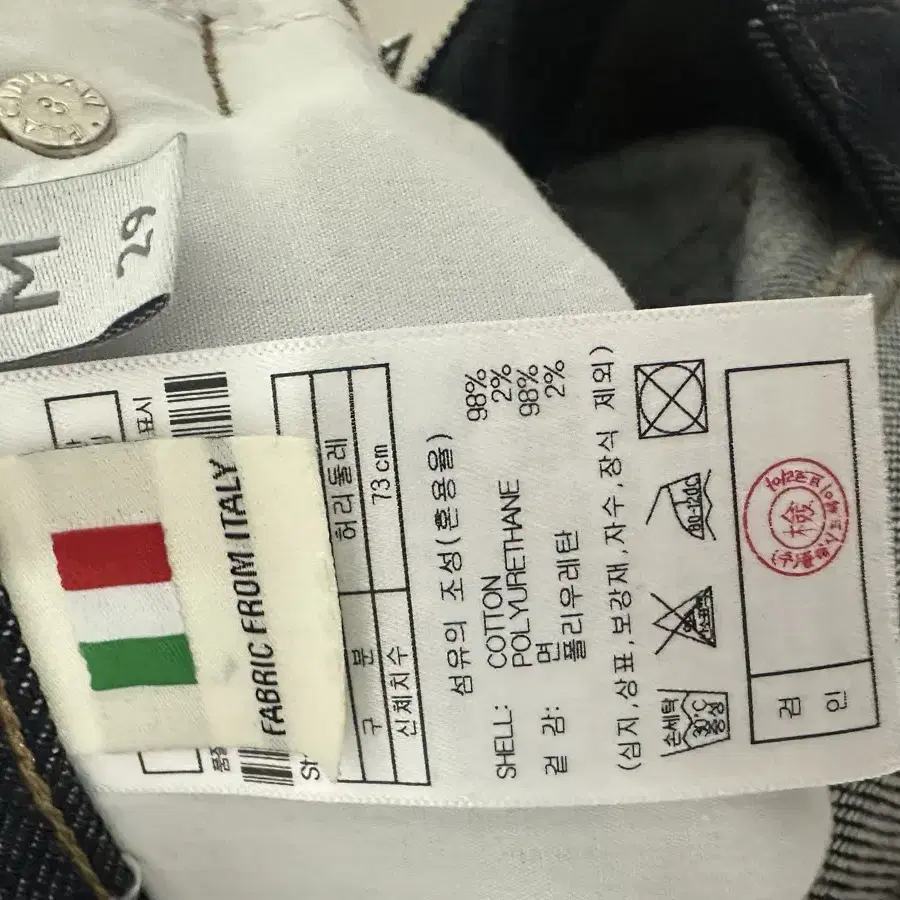 M
29
FABRIC FROM ITALY
구 분
허리둘레
신체치수
73 cm
섬유의 조성(혼용율)
SHELL: COTTON 98%
POLYURETHANE 2%
겉 감: 면 98%
폴리우레탄 2%
(심지,상표,보강재,자수,장식 제외)
손세탁
30℃
중성
80-120℃
검
인
檢